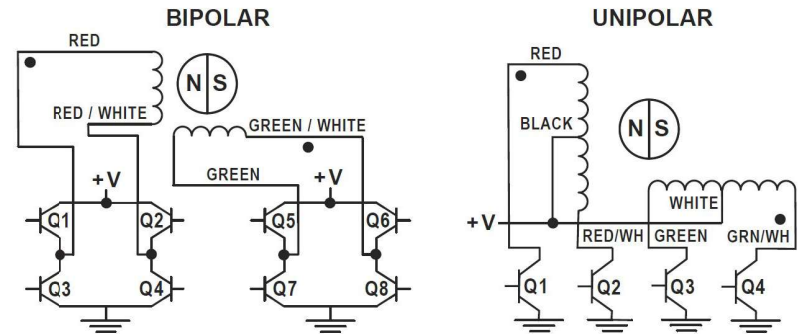 BIPOLAR
RED
N S
RED / WHITE
GREEN / WHITE
GREEN
+V
+V
Q1
Q2
Q5
Q6
Q3
Q4
Q7
Q8
UNIPOLAR
RED
BLACK
N S
WHITE
+V
RED/WH
GREEN
GRN/WH
Q1
Q2
Q3
Q4